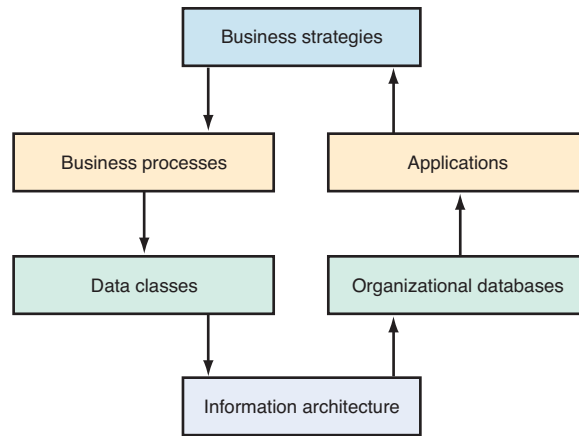 Business strategies
Business processes
Applications
Data classes
Organizational databases
Information architecture